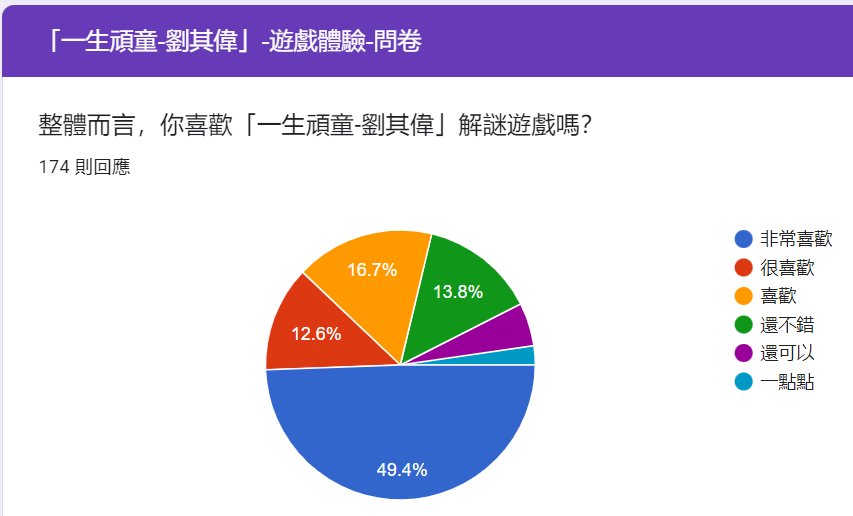 「一生頑童-劉其偉」-遊戲體驗-問卷
整體而言，你喜歡「一生頑童-劉其偉」解謎遊戲嗎？
174 則回應
16.7%
13.8%
12.6%
49.4%
非常喜歡
很喜歡
喜歡
還不錯
還可以
一點點